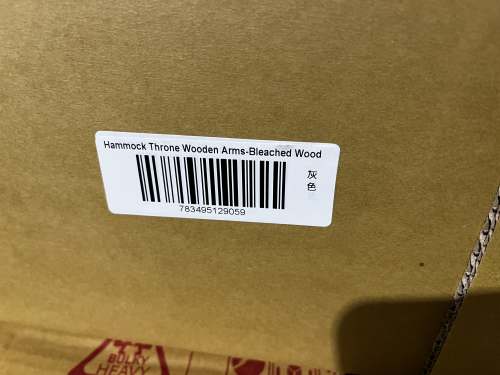 Hammock Throne Wooden Arms-Bleached Wood
灰
色
783495129059
BULKY
HEAVY